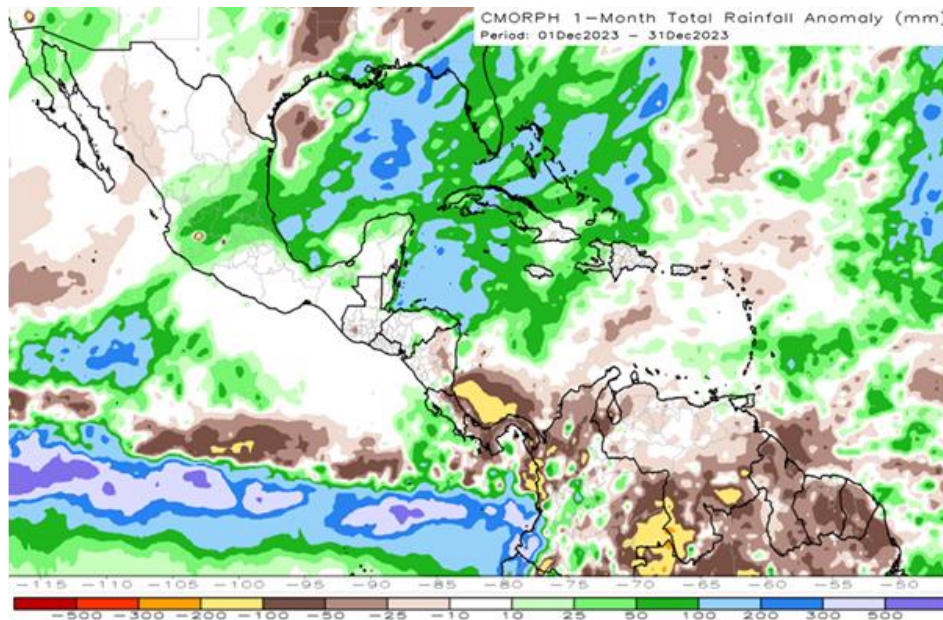 CMORPH 1-Month Total Rainfall Anomaly (mm)
Period: 01Dec2023 - 31Dec2023
-115 -110 -105 -100 -95 -90 -85 -80 -75 -70 -65 -60 -55 -50
-500 -300 -200 -100 -50 -25 -10 10 25 50 100 200 300 500